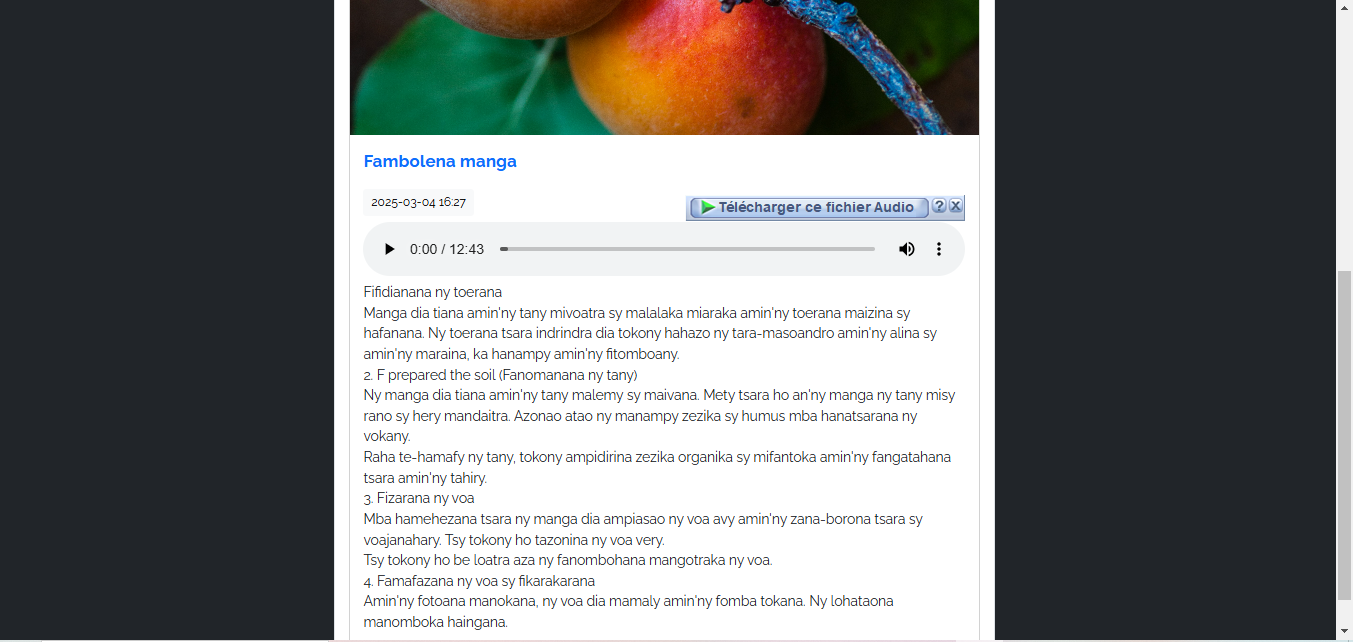 Fambolena manga
2025-03-04 16:27
Télécharger ce fichier Audio ? X
0:00 / 12:43
Fifidianana ny toerana
Manga dia tiana amin'ny tany mivoatra sy malalaka miaraka amin'ny toerana maizina sy
hafanana. Ny toerana tsara indrindra dia tokony hahazo ny tara-masoandro amin'ny alina sy
amin'ny maraina, ka hanampy amin'ny fitomboany.
2. F prepared the soil (Fanomanana ny tany)
Ny manga dia tiana amin'ny tany malemy sy maivana. Mety tsara ho an'ny manga ny tany misy
rano sy hery mandaitra. Azonao atao ny manampy zezika sy humus mba hanatsarana ny
vokany.
Raha te-hamafy ny tany, tokony ampidirina zezika organika sy mifantoka amin'ny fangatahana
tsara amin'ny tahiry.
3. Fizarana ny voa
Mba hamehezana tsara ny manga dia ampiasao ny voa avy amin'ny zana-borona tsara sy
voajanahary. Tsy tokony ho tazonina ny voa very.
Tsy tokony ho be loatra aza ny fanombohana mangotraka ny voa.
4. Famafazana ny voa sy fikarakarana
Amin'ny fotoana manokana, ny voa dia mamaly amin'ny fomba tokana. Ny lohataona
manomboka haingana.